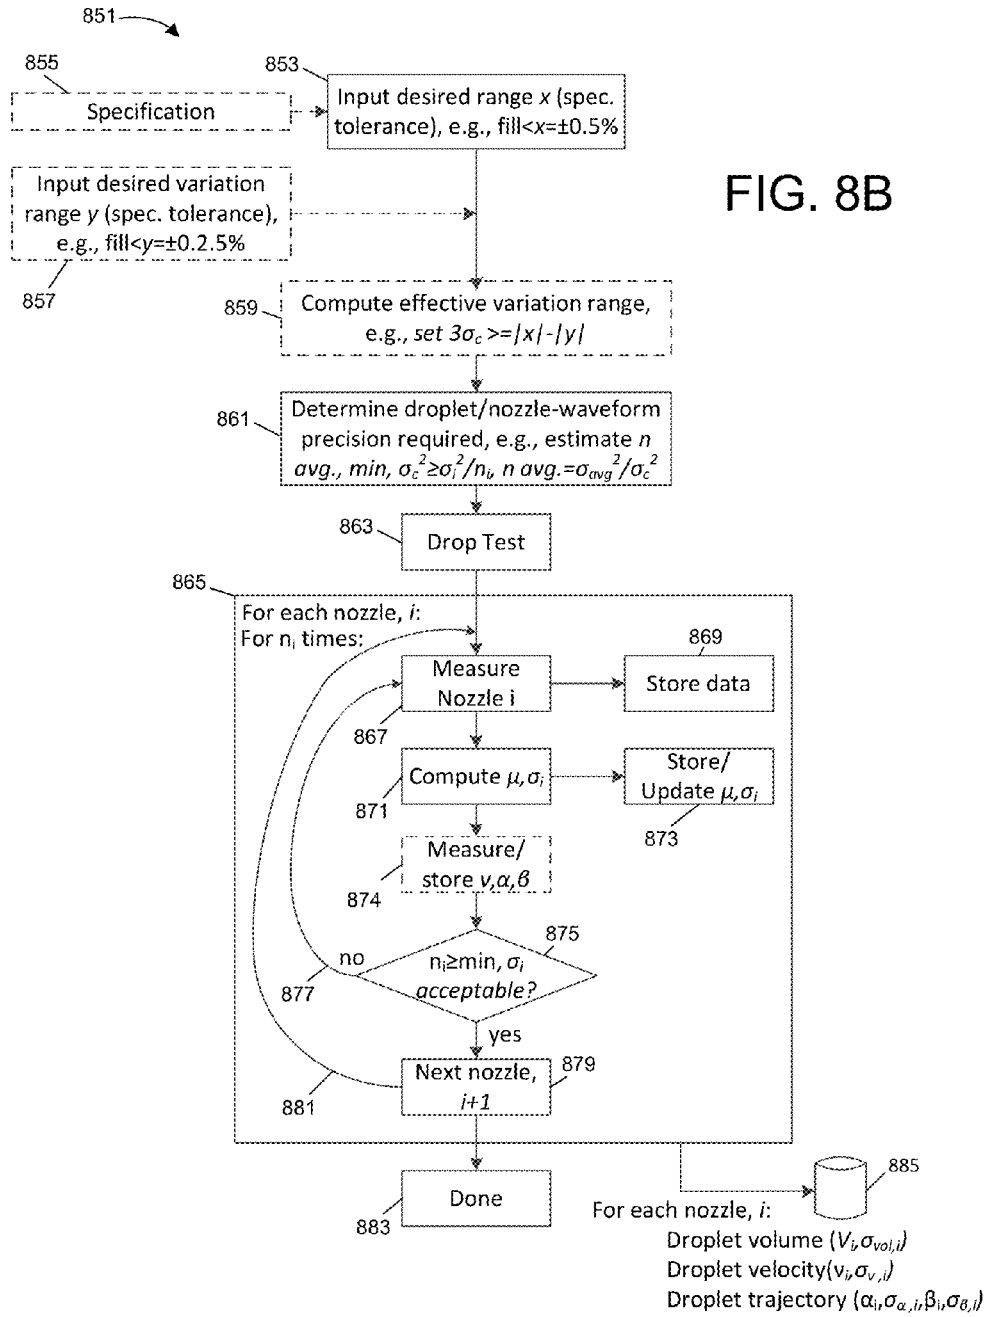 851
855
853
Specification
Input desired range x (spec.
tolerance), e.g., fill<x=±0.5%
Input desired variation
range y (spec. tolerance),
e.g., fill<y=±0.2.5%
FIG. 8B
857
859
Compute effective variation range,
e.g., set 3σc >=|x|-|y|
861
Determine droplet/nozzle-waveform
precision required, e.g., estimate n
avg., min, σc²≥σi²/ni, n avg.=σavg²/σc²
863
Drop Test
865
For each nozzle, i:
For ni times:
Measure
Nozzle i
867
869
Store data
Compute μ,σi
871
Store/
Update μ,σi
873
Measure/
store v,α,β
874
875
no
ni≥min, σi
acceptable?
877
yes
Next nozzle,
i+1
879
881
Done
883
885
For each nozzle, i:
Droplet volume (Vi,σvol,i)
Droplet velocity(vi,σv,i)
Droplet trajectory (αi,σα,i,βi,σβ,i)